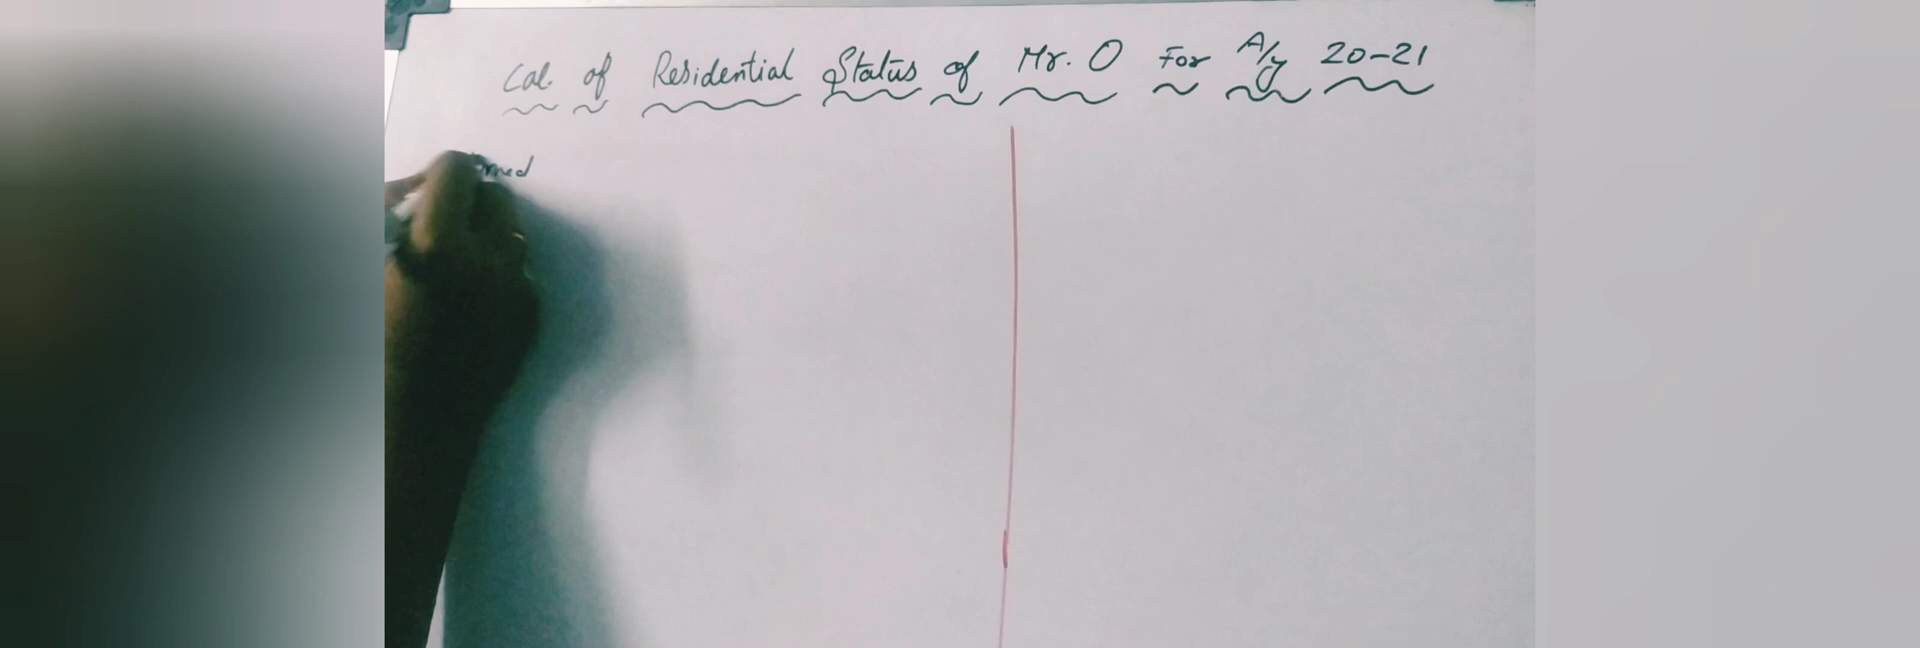 Cal. of Residential Status of Mr. O For A/y 20-21